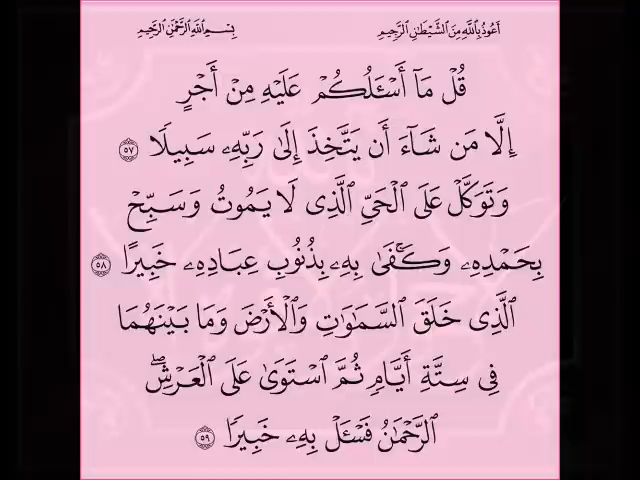 أَعُوذُ بِاللَّهِ مِنَ الشَّيْطَانِ الرَّجِيمِ بِسْمِ اللَّهِ الرَّحْمَٰنِ الرَّحِيمِ
قُلْ مَآ أَسْـَٔلُكُمْ عَلَيْهِ مِنْ أَجْرٍ
إِلَّا مَن شَآءَ أَن يَتَّخِذَ إِلَىٰ رَبِّهِۦ سَبِيلًا ٥٧
وَتَوَكَّلْ عَلَى ٱلْحَىِّ ٱلَّذِى لَا يَمُوتُ وَسَبِّحْ
بِحَمْدِهِۦ وَكَفَىٰ بِهِۦ بِذُنُوبِ عِبَادِهِۦ خَبِيرًا ٥٨
ٱلَّذِى خَلَقَ ٱلسَّمَٰوَٰتِ وَٱلْأَرْضَ وَمَا بَيْنَهُمَا
فِى سِتَّةِ أَيَّامٍ ثُمَّ ٱسْتَوَىٰ عَلَى ٱلْعَرْشِ ۖ
ٱلرَّحْمَٰنُ فَسْـَٔلْ بِهِۦ خَبِيرًا ٥٩